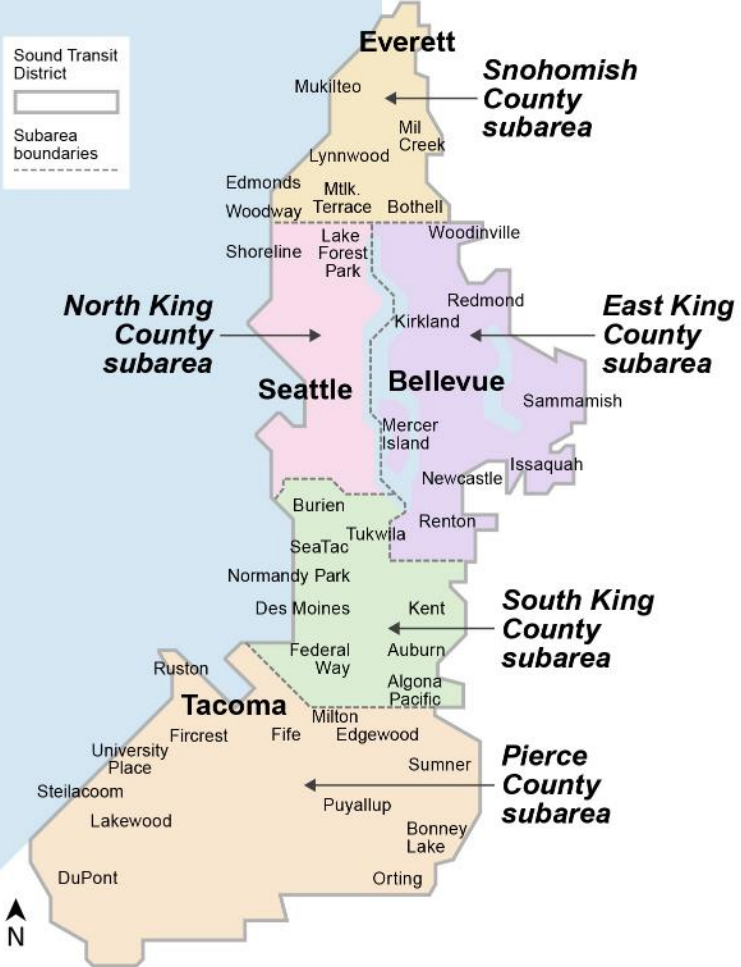 Everett
Sound Transit
District
Subarea
boundaries
Snohomish
County
subarea
Mukilteo
Mil
Creek
Lynnwood
Edmonds
Mtlk.
Terrace
Woodway
Bothell
Woodinville
Shoreline
Lake
Forest
Park
North King
County
subarea
Redmond
Kirkland
East King
County
subarea
Seattle
Bellevue
Sammamish
Mercer
Island
Issaquah
Newcastle
Burien
Renton
Tukwila
SeaTac
Normandy Park
Des Moines
Kent
South King
County
subarea
Federal
Way
Auburn
Algona
Pacific
Ruston
Tacoma
Milton
Fircrest
Fife
Edgewood
University
Place
Sumner
Pierce
County
subarea
Steilacoom
Puyallup
Lakewood
Bonney
Lake
DuPont
Orting
N